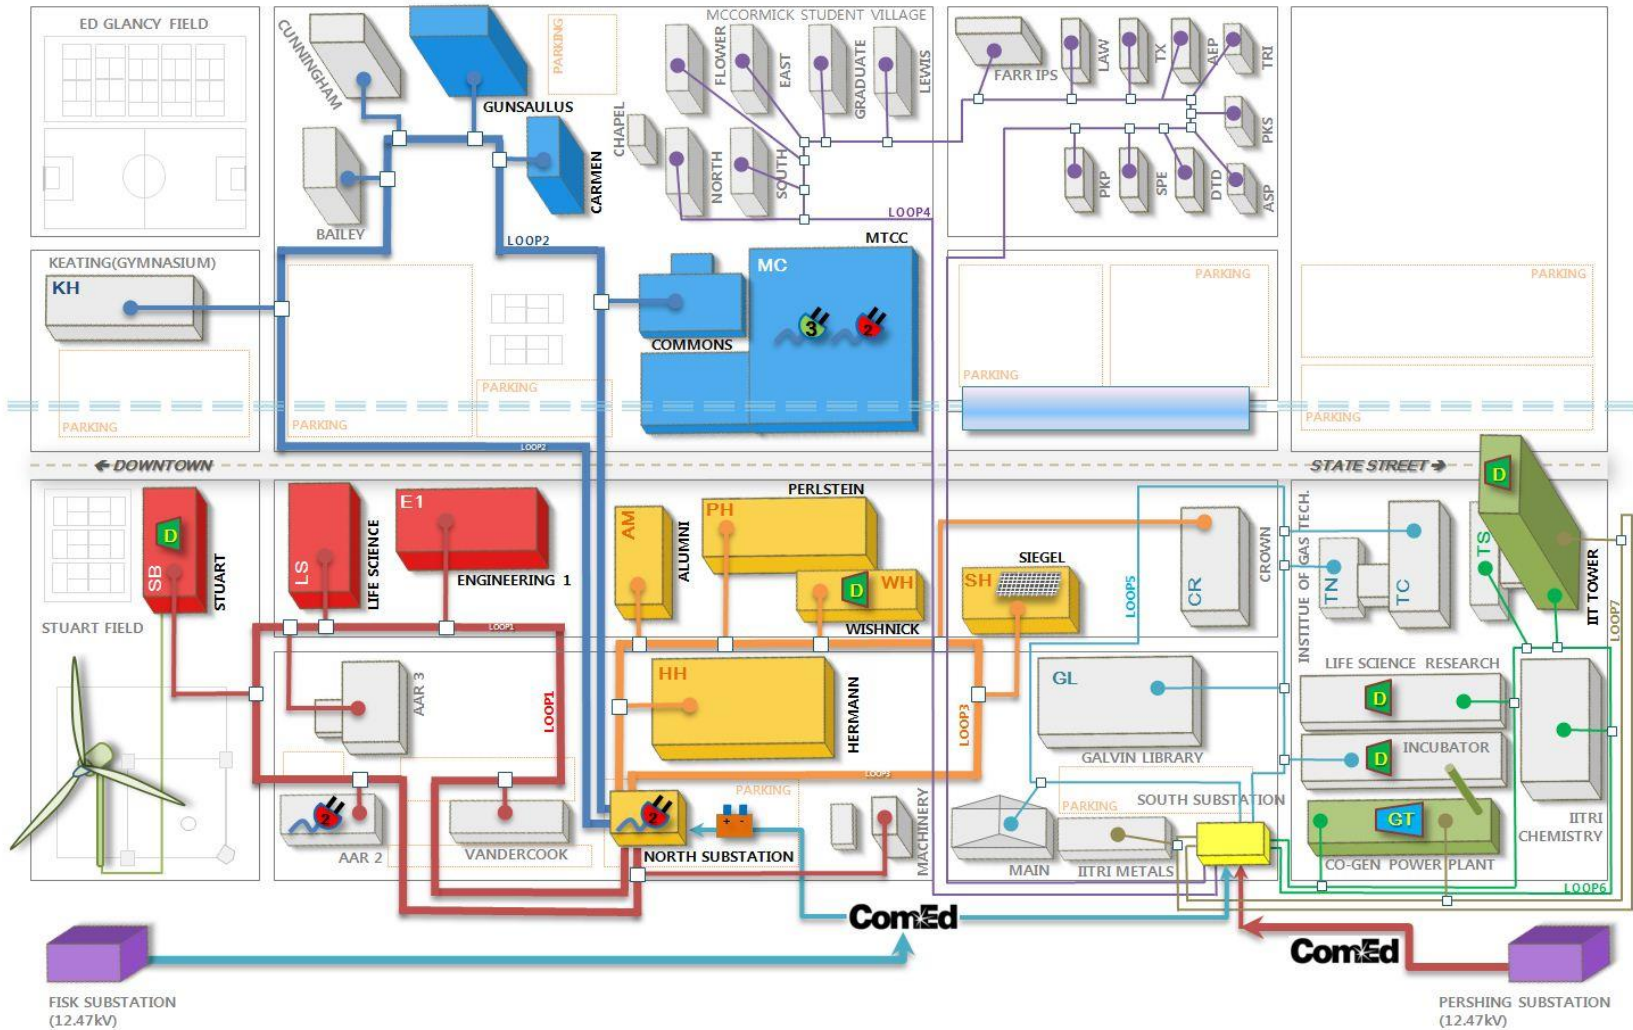 ED GLANCY FIELD
CUNNINGHAM
GUNSAULUS
PARKING
CARMEN
BAILEY
MCCORMICK STUDENT VILLAGE
FLOWER
EAST
GRADUATE
LEWIS
CHAPEL
NORTH
SOUTH
LOOP4
FARR IPS
LAW
TX
AEP
TRI
PKS
PKP
SPE
DTD
ASP
KEATING(GYMNASIUM)
KH
PARKING
LOOP2
PARKING
PARKING
LOOP2
COMMONS
MTCC
MC
3
2
PARKING
PARKING
PARKING
PARKING
← DOWNTOWN
STATE STREET →
SB
D
STUART
STUART FIELD
LS
LIFE SCIENCE
E1
ENGINEERING 1
LOOP1
AM
ALUMNI
PH
PERLSTEIN
D
WH
WISHNICK
SIEGEL
SH
LOOP5
CR
CROWN
INSTITUE OF GAS TECH.
TN
TC
TS
D
IIT TOWER
LOOP7
AAR 3
LOOP1
HH
HERMANN
LOOP3
LOOP3
GL
GALVIN LIBRARY
LIFE SCIENCE RESEARCH
D
INCUBATOR
D
IITRI
CHEMISTRY
2
AAR 2
VANDERCOOK
2
NORTH SUBSTATION
+ -
PARKING
MACHINERY
MAIN
PARKING
IITRI METALS
SOUTH SUBSTATION
GT
CO-GEN POWER PLANT
LOOP6
ComEd
ComEd
FISK SUBSTATION
(12.47kV)
PERSHING SUBSTATION
(12.47kV)